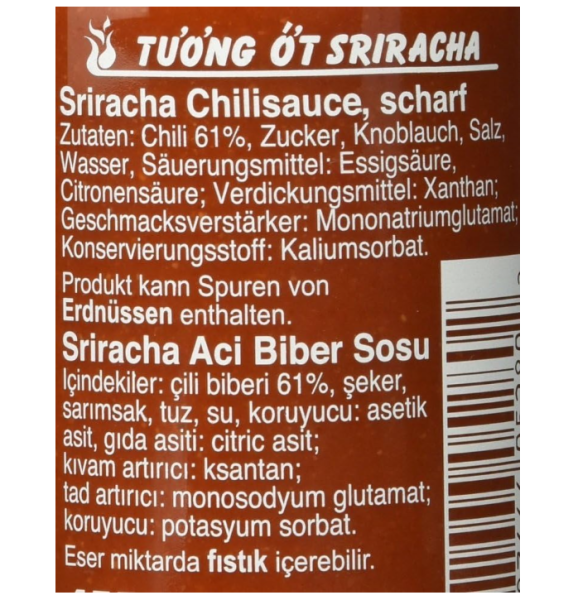 TƯƠNG ỚT SRIRACHA
Sriracha Chilisauce, scharf
Zutaten: Chili 61%, Zucker, Knoblauch, Salz,
Wasser, Säuerungsmittel: Essigsäure,
Citronensäure; Verdickungsmittel: Xanthan;
Geschmacksverstärker: Mononatriumglutamat;
Konservierungsstoff: Kaliumsorbat.
Produkt kann Spuren von
Erdnüssen enthalten.
Sriracha Aci Biber Sosu
Içindekiler: çili biberi 61%, şeker,
sarımsak, tuz, su, koruyucu: asetik
asit, gıda asiti: citric asit;
kıvam artırıcı: ksantan;
tad artırıcı: monosodyum glutamat;
koruyucu: potasyum sorbat.
Eser miktarda fıstık içerebilir.